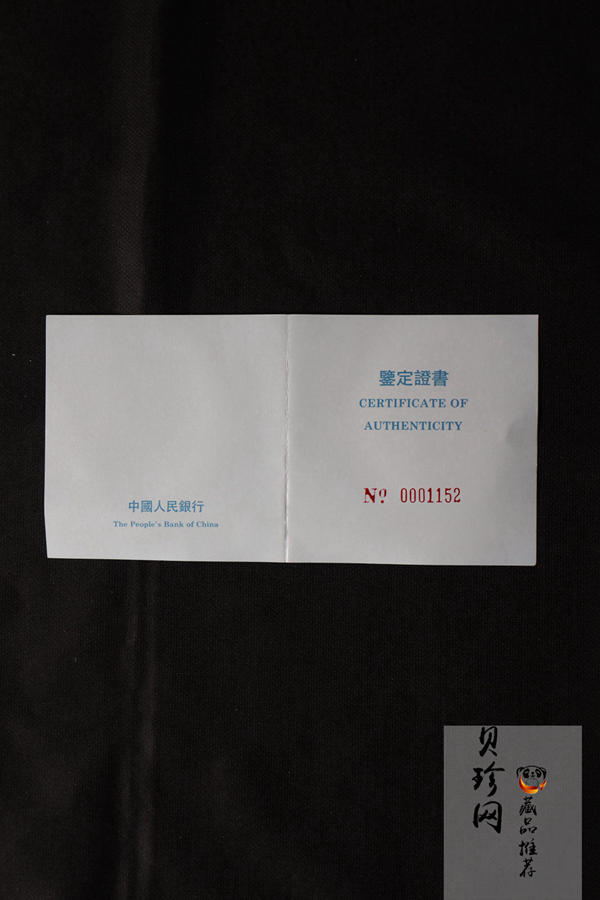 鑒定證書
CERTIFICATE OF
AUTHENTICITY
№ 0001152
中國人民銀行
The People's Bank of China
贝珍网
藏品推荐